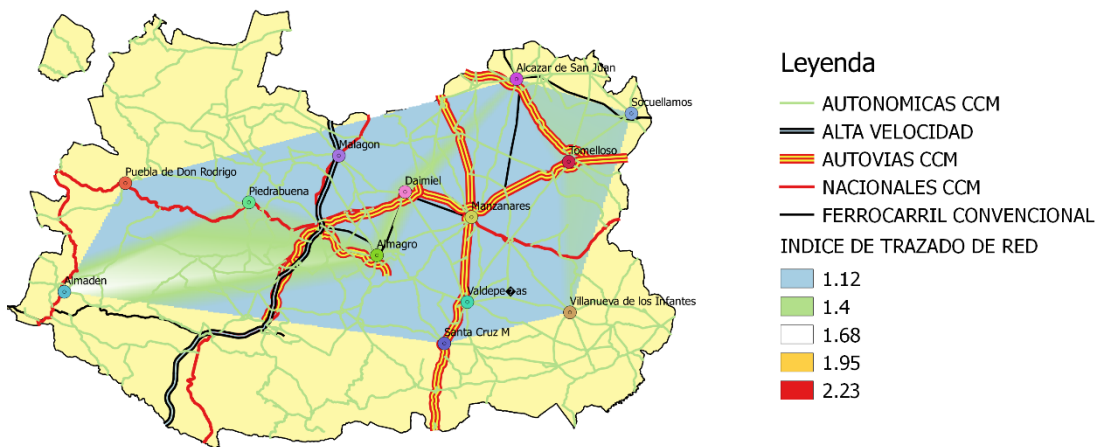 Alcazar de San Juan
Socuellamos
Malagon
Tomelloso
Puebla de Don Rodrigo
Daimiel
Piedrabuena
Manzanares
Almagro
Almaden
Valdepe�as
Villanueva de los Infantes
Santa Cruz M
Leyenda
AUTONOMICAS CCM
ALTA VELOCIDAD
AUTOVIAS CCM
NACIONALES CCM
FERROCARRIL CONVENCIONAL
INDICE DE TRAZADO DE RED
1.12
1.4
1.68
1.95
2.23